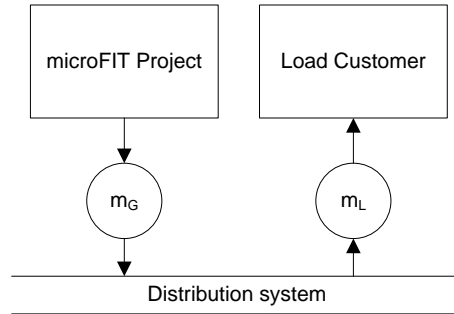 microFIT Project
Load Customer
mG
mL
Distribution system